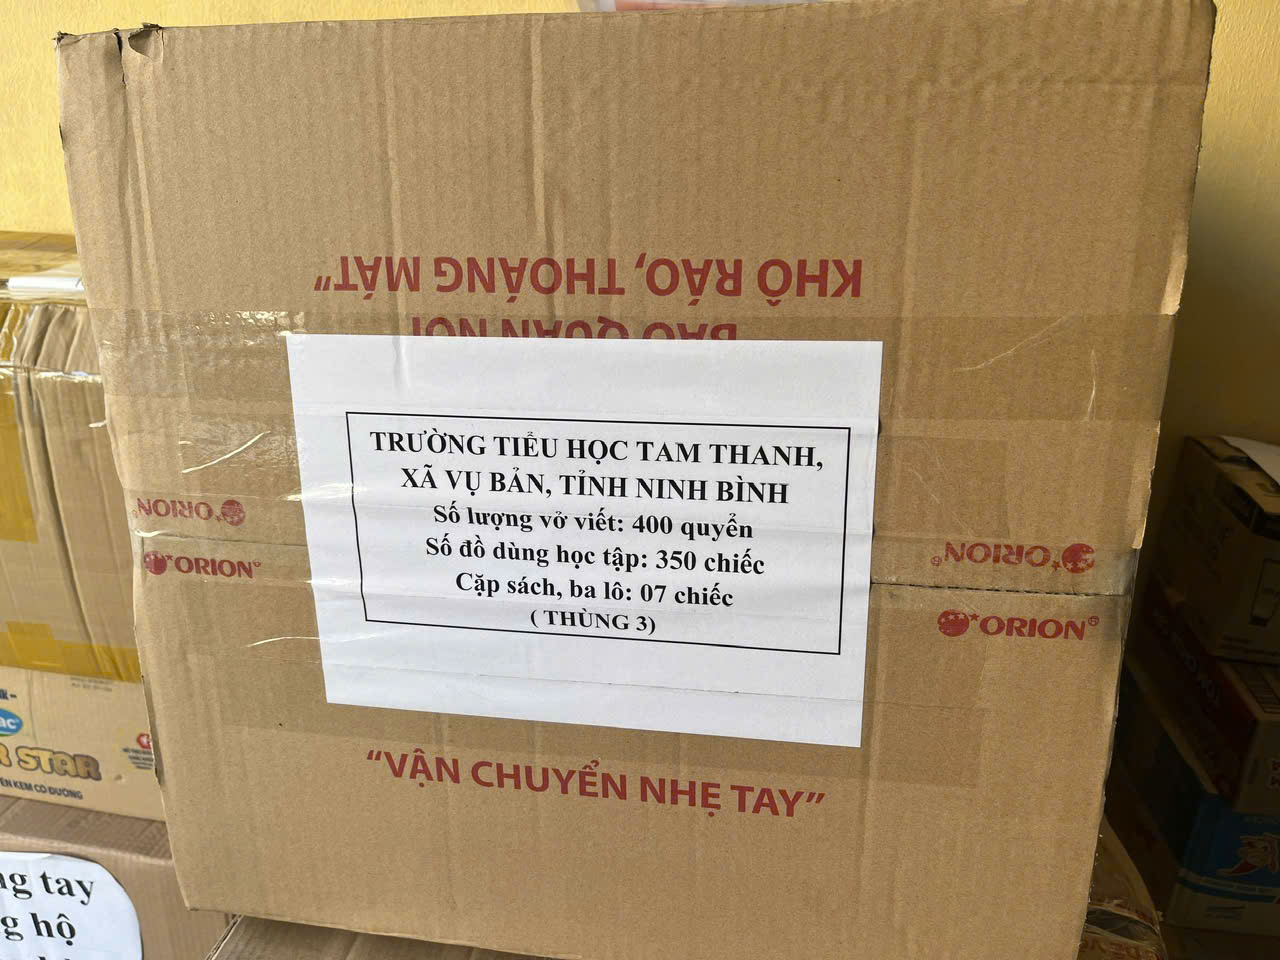 KHÔ RÁO, THOÁNG MÁT”
BẢO QUẢN NƠI
TRƯỜNG TIỂU HỌC TAM THANH,
XÃ VỤ BẢN, TỈNH NINH BÌNH
Số lượng vở viết: 400 quyển
Số đồ dùng học tập: 350 chiếc
Cặp sách, ba lô: 07 chiếc
( THÙNG 3)
ORION
ORION
ORION
ORION
“VẬN CHUYỂN NHẸ TAY”
STAR
CÓ ĐƯỜNG
tay
hộ